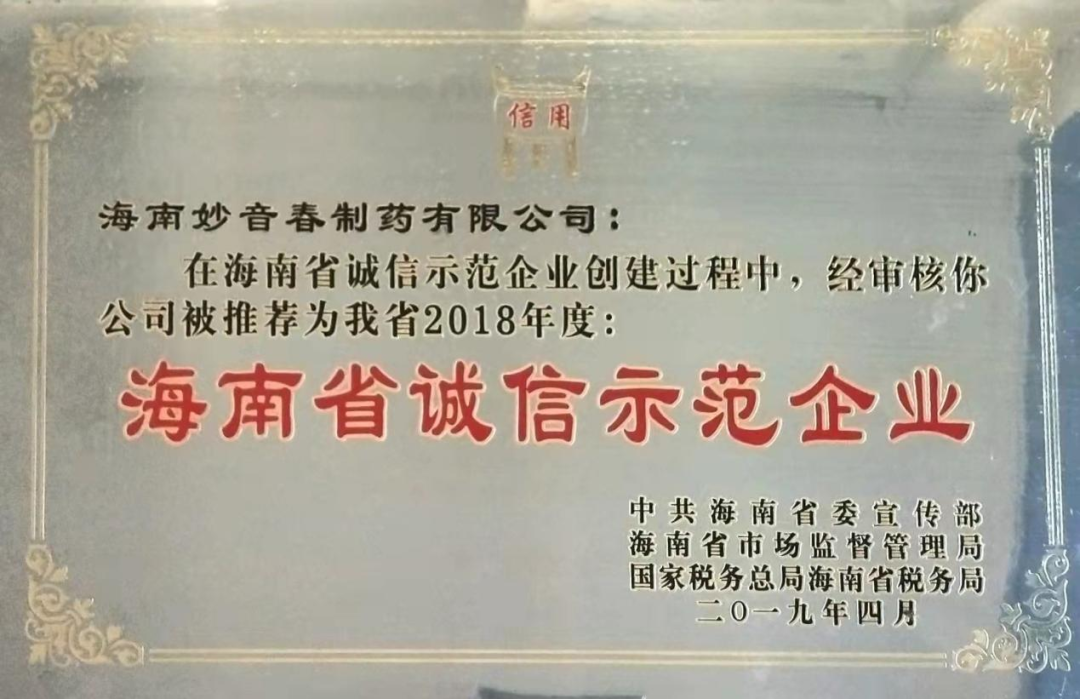 信用
海南妙音春制药有限公司：
在海南省诚信示范企业创建过程中，经审核你
公司被推荐为我省2018年度：
海南省诚信示范企业
中共海南省委宣传部
海南省市场监督管理局
国家税务总局海南省税务局
二〇一九年四月